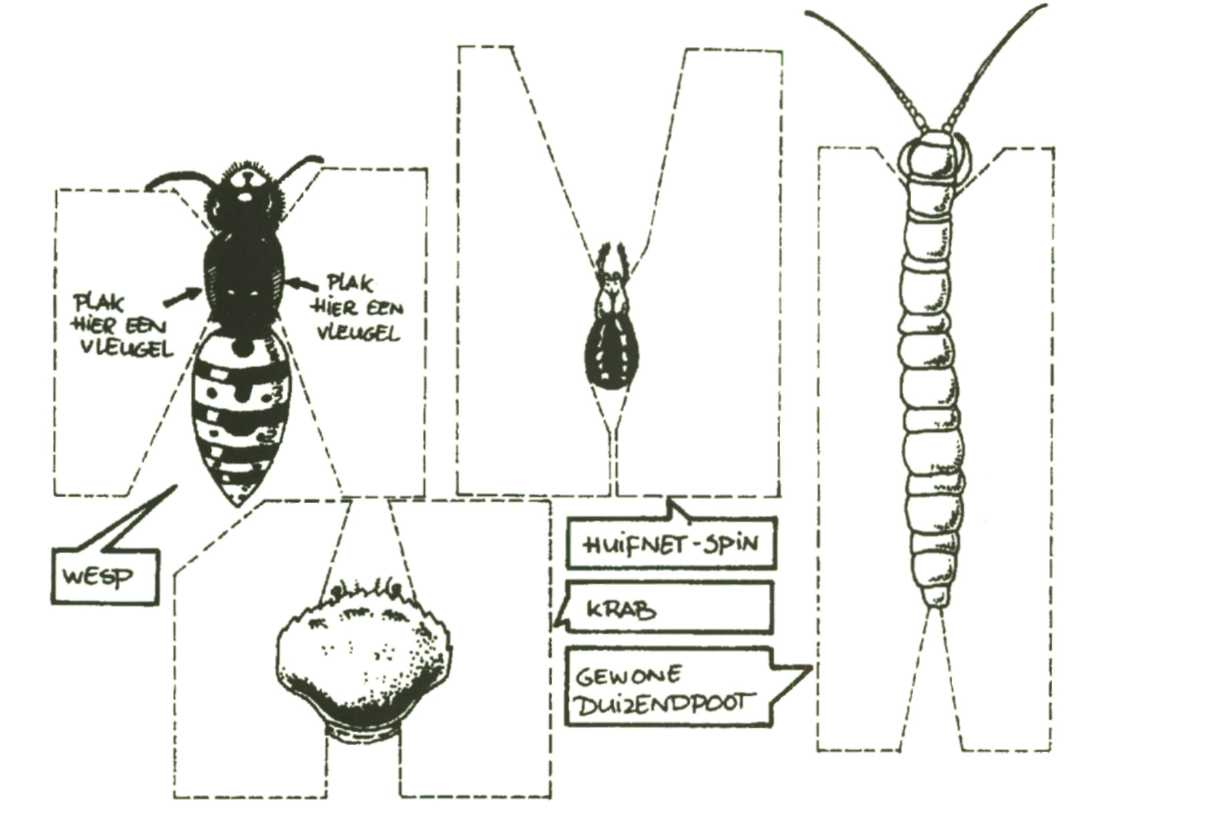 PLAK
HIER EEN
VLEUGEL
PLAK
HIER EEN
VLEUGEL
WESP
HUIFNET-SPIN
KRAB
GEWONE
DUIZENDPOOT